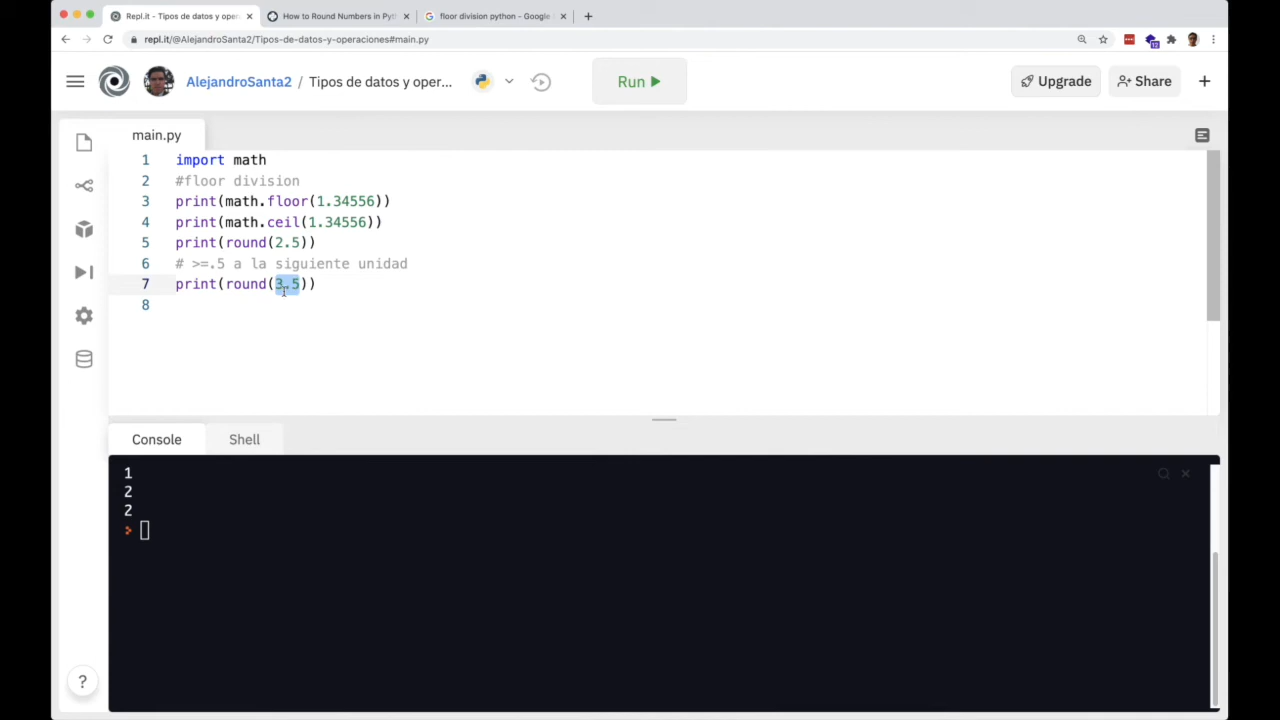 Repl.it - Tipos de datos y oper
How to Round Numbers in Pyt
floor division python - Google
repl.it/@AlejandroSanta2/Tipos-de-datos-y-operaciones#main.py
12
AlejandroSanta2 / Tipos de datos y oper...
Run
Upgrade
Share
main.py
1 import math
2 #floor division
3 print(math.floor(1.34556))
4 print(math.ceil(1.34556))
5 print(round(2.5))
6 # >=.5 a la siguiente unidad
7 print(round(3.5))
8
Console
Shell
1
2
2
>
?